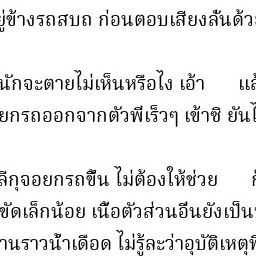 ยู่ข้างรถสบถ ก่อนตอบเสียงลั่นด้วย
นักจะตายไม่เห็นหรือไง เอ้า แล้
ยกรถออกจากตัวพี่เร็วๆ เข้าซิ ยันไ
ลีกุจอยกรถขึ้น ไม่ต้องให้ช่วย ก้
ขัดเล็กน้อย เนื้อตัวส่วนอื่นยังเป็น
านราวน้ำเดือด ไม่รู้ละว่าอุบัติเหตุพิ